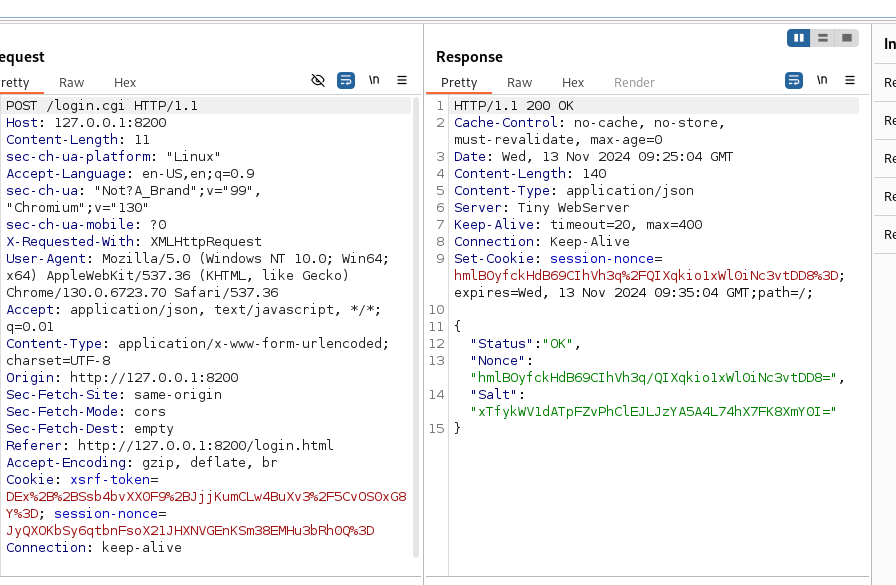 equest
Response
In
retty Raw Hex \n
Pretty Raw Hex Render \n
POST /login.cgi HTTP/1.1
Host: 127.0.0.1:8200
Content-Length: 11
sec-ch-ua-platform: "Linux"
Accept-Language: en-US,en;q=0.9
sec-ch-ua: "Not?A_Brand";v="99",
"Chromium";v="130"
sec-ch-ua-mobile: ?0
X-Requested-With: XMLHttpRequest
User-Agent: Mozilla/5.0 (Windows NT 10.0; Win64;
x64) AppleWebKit/537.36 (KHTML, like Gecko)
Chrome/130.0.6723.70 Safari/537.36
Accept: application/json, text/javascript, */*;
q=0.01
Content-Type: application/x-www-form-urlencoded;
charset=UTF-8
Origin: http://127.0.0.1:8200
Sec-Fetch-Site: same-origin
Sec-Fetch-Mode: cors
Sec-Fetch-Dest: empty
Referer: http://127.0.0.1:8200/login.html
Accept-Encoding: gzip, deflate, br
Cookie: xsrf-token=
DEx%2B%2BSsb4bvXXOF9%2BJjjKumCLw4BuXv3%2F5CvOS0xG8
Y%3D; session-nonce=
JyQXOKbSy6qtbnFsoX21JHXNVGEnKSm38EMHu3bRh0Q%3D
Connection: keep-alive
1 HTTP/1.1 200 OK
2 Cache-Control: no-cache, no-store,
must-revalidate, max-age=0
3 Date: Wed, 13 Nov 2024 09:25:04 GMT
4 Content-Length: 140
5 Content-Type: application/json
6 Server: Tiny WebServer
7 Keep-Alive: timeout=20, max=400
8 Connection: Keep-Alive
9 Set-Cookie: session-nonce=
hmlBOyfckHdB69CIhVh3q%2FQIXqkio1xWl0iNc3vtDD8%3D;
expires=Wed, 13 Nov 2024 09:35:04 GMT;path=/;
10
11 {
12 "Status":"OK",
13 "Nonce":
"hmlBOyfckHdB69CIhVh3q/QIXqkio1xWl0iNc3vtDD8=",
14 "Salt":
"xTfykWV1dATpFZvPhClEJLJzYA5A4L74hX7FK8XmY0I="
15 }
Re
Re
Re
Re
Re